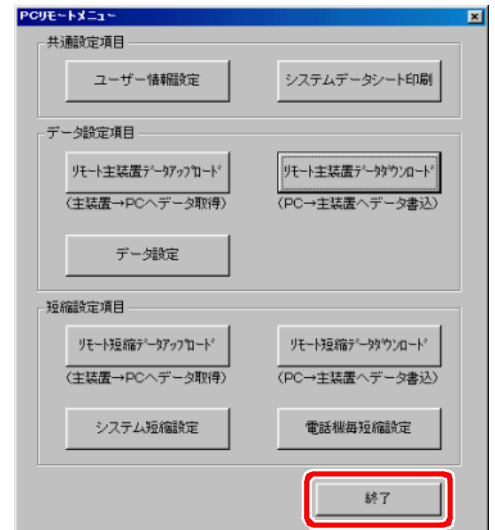 PCリモートメニュー
共通設定項目
ユーザー情報設定
システムデータシート印刷
データ設定項目
リモート主装置ﾃﾞｰﾀｱｯﾌﾟﾛｰﾄﾞ
リモート主装置ﾃﾞｰﾀﾀﾞｳﾝﾛｰﾄﾞ
(主装置→PCへデータ取得)
(PC→主装置へデータ書込)
データ設定
短縮設定項目
リモート短縮ﾃﾞｰﾀｱｯﾌﾟﾛｰﾄﾞ
リモート短縮ﾃﾞｰﾀﾀﾞｳﾝﾛｰﾄﾞ
(主装置→PCへデータ取得)
(PC→主装置へデータ書込)
システム短縮設定
電話機毎短縮設定
終了